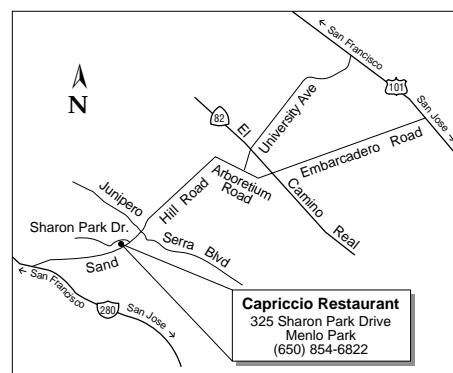 ← San Francisco
101
San Jose →
N
82
University Ave
El Camino Real
Embarcadero Road
Arboretium Road
Hill Road
Junipero
Serra Blvd
Sharon Park Dr.
Sand
← San Francisco
280
San Jose →
Capriccio Restaurant
325 Sharon Park Drive
Menlo Park
(650) 854-6822